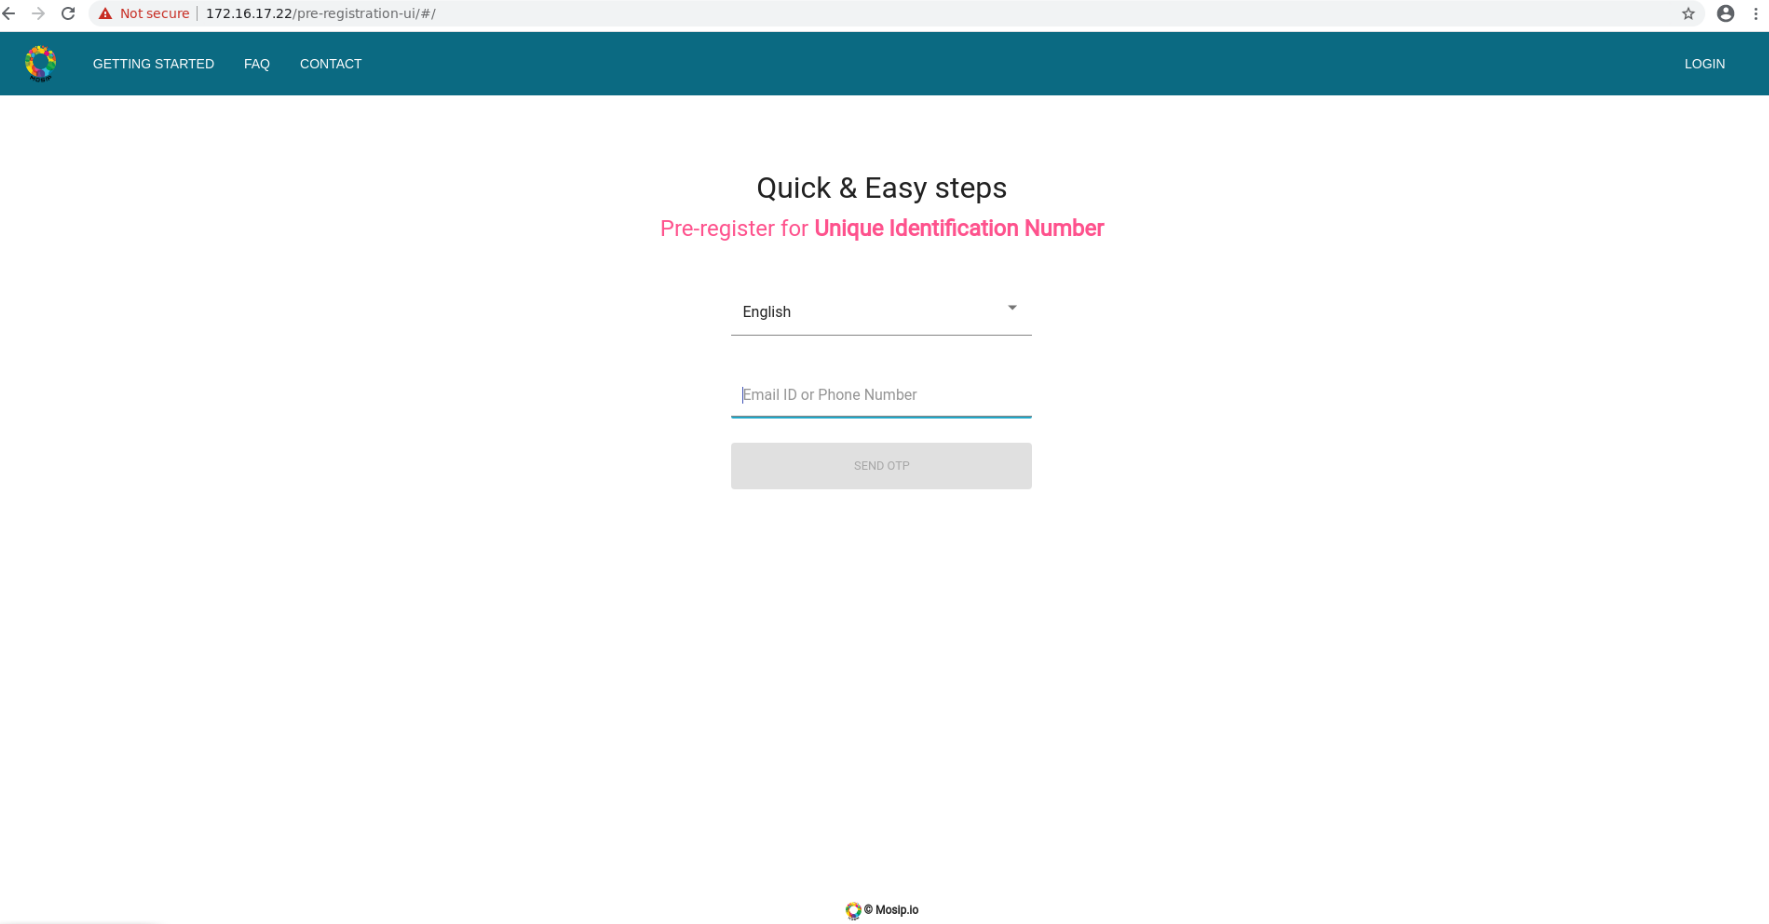 Not secure 172.16.17.22/pre-registration-ui/#/
GETTING STARTED FAQ CONTACT LOGIN
Quick & Easy steps
Pre-register for Unique Identification Number
English
Email ID or Phone Number
SEND OTP
© Mosip.io